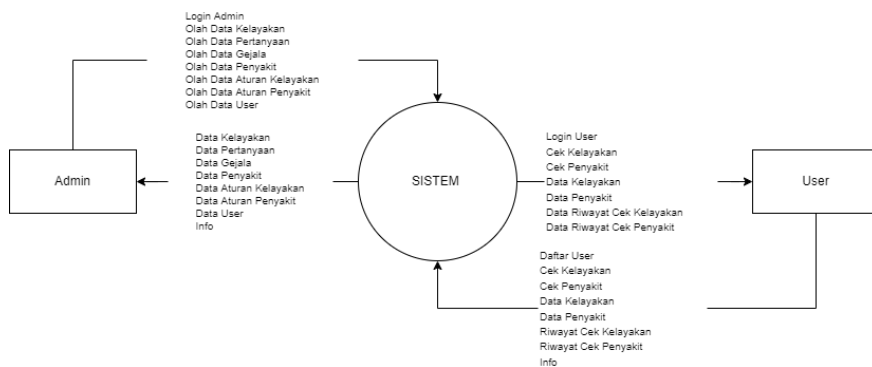 Login Admin
Olah Data Kelayakan
Olah Data Pertanyaan
Olah Data Gejala
Olah Data Penyakit
Olah Data Aturan Kelayakan
Olah Data Aturan Penyakit
Olah Data User
Admin
Data Kelayakan
Data Pertanyaan
Data Gejala
Data Penyakit
Data Aturan Kelayakan
Data Aturan Penyakit
Data User
Info
SISTEM
Login User
Cek Kelayakan
Cek Penyakit
Data Kelayakan
Data Penyakit
Data Riwayat Cek Kelayakan
Data Riwayat Cek Penyakit
User
Daftar User
Cek Kelayakan
Cek Penyakit
Data Kelayakan
Data Penyakit
Riwayat Cek Kelayakan
Riwayat Cek Penyakit
Info